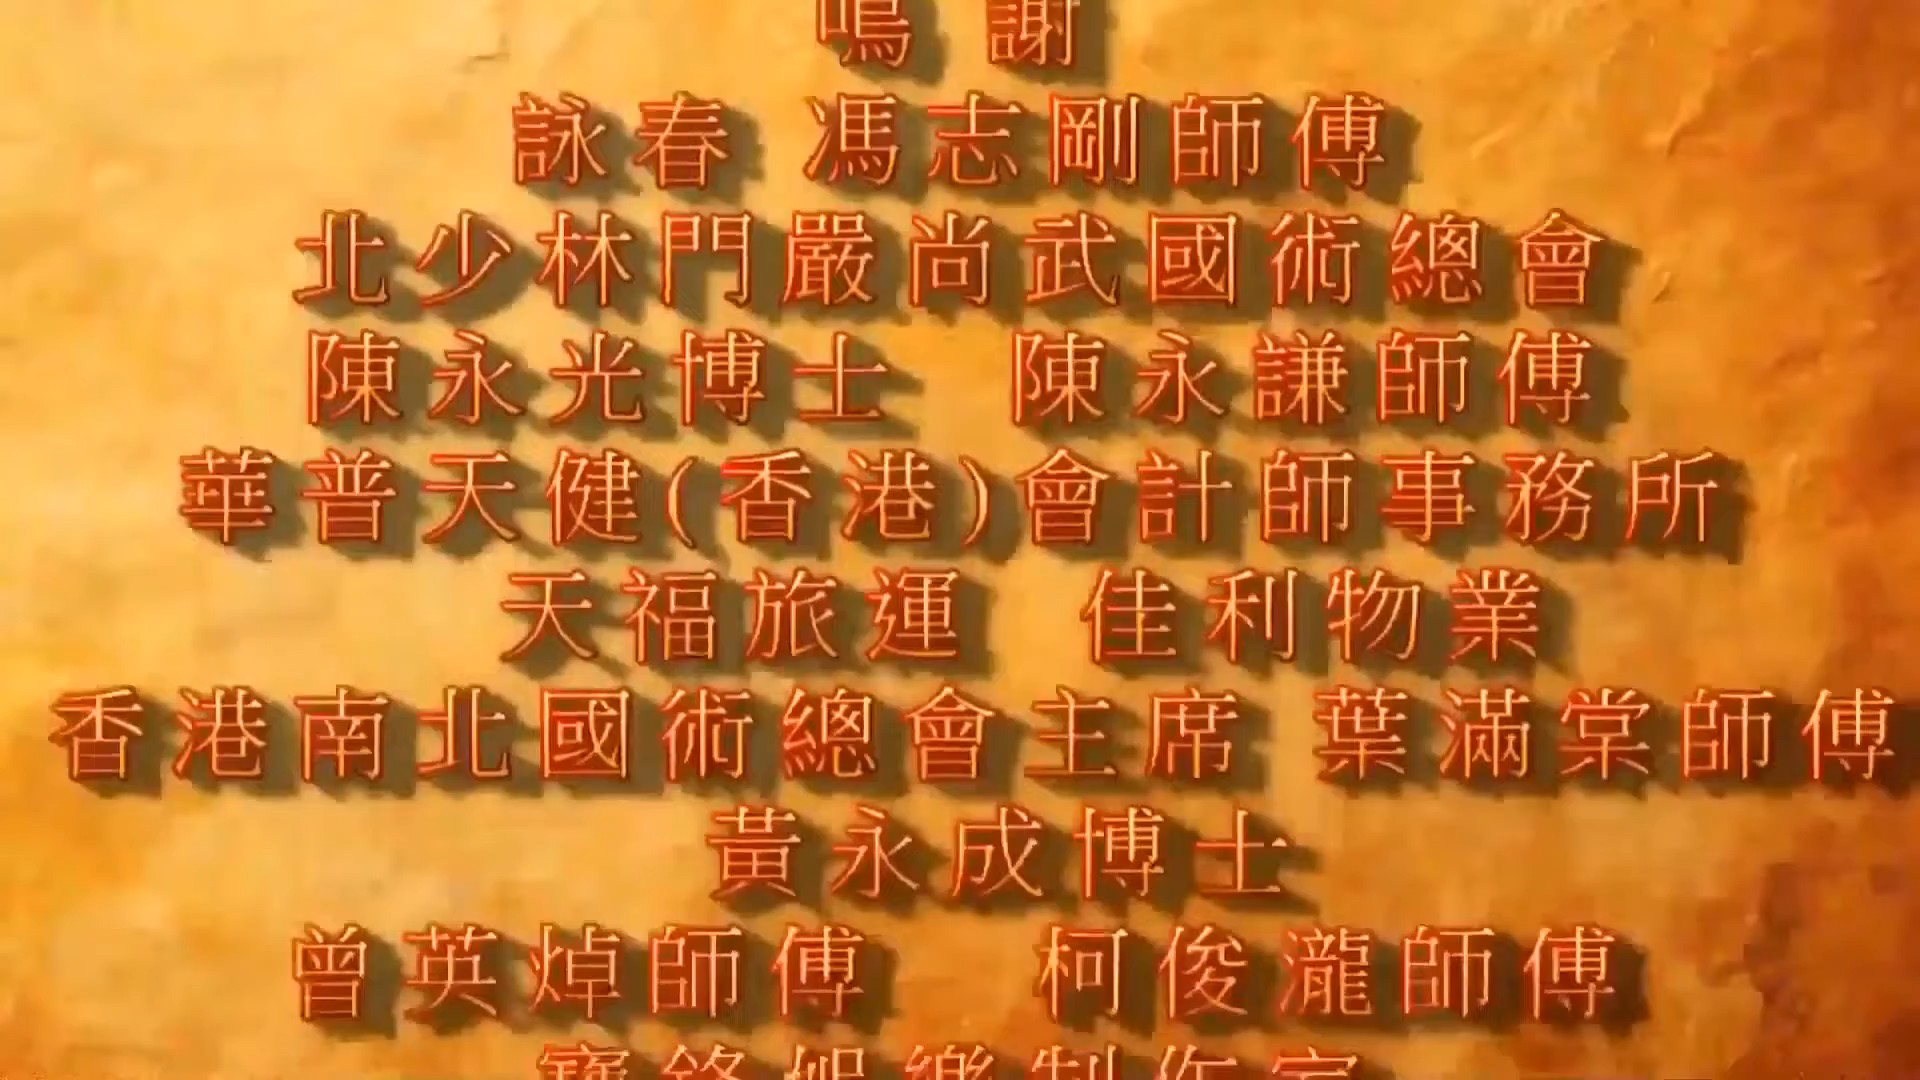 鳴謝
詠春 馮志剛師傅
北少林門嚴尚武國術總會
陳永光博士 陳永謙師傅
華普天健(香港)會計師事務所
天福旅運 佳利物業
香港南北國術總會主席 葉滿棠師傅
黃永成博士
曾英焯師傅 柯俊瀧師傅